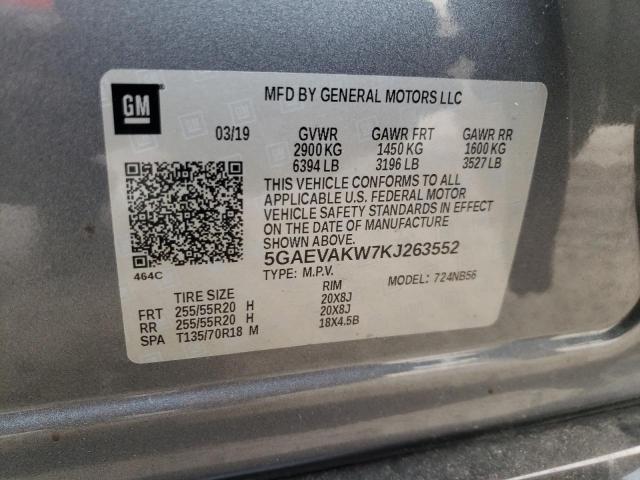 GM
MFD BY GENERAL MOTORS LLC
03/19 GVWR GAWR FRT GAWR RR
2900 KG 1450 KG 1600 KG
6394 LB 3196 LB 3527 LB
THIS VEHICLE CONFORMS TO ALL
APPLICABLE U.S. FEDERAL MOTOR
VEHICLE SAFETY STANDARDS IN EFFECT
ON THE DATE OF MANUFACTURE
SHOWN ABOVE.
5GAEVAKW7KJ263552
464C
TYPE: M.P.V. MODEL: 724NB56
TIRE SIZE RIM
FRT 255/55R20 H 20X8J
RR 255/55R20 H 20X8J
SPA T135/70R18 M 18X4.5B